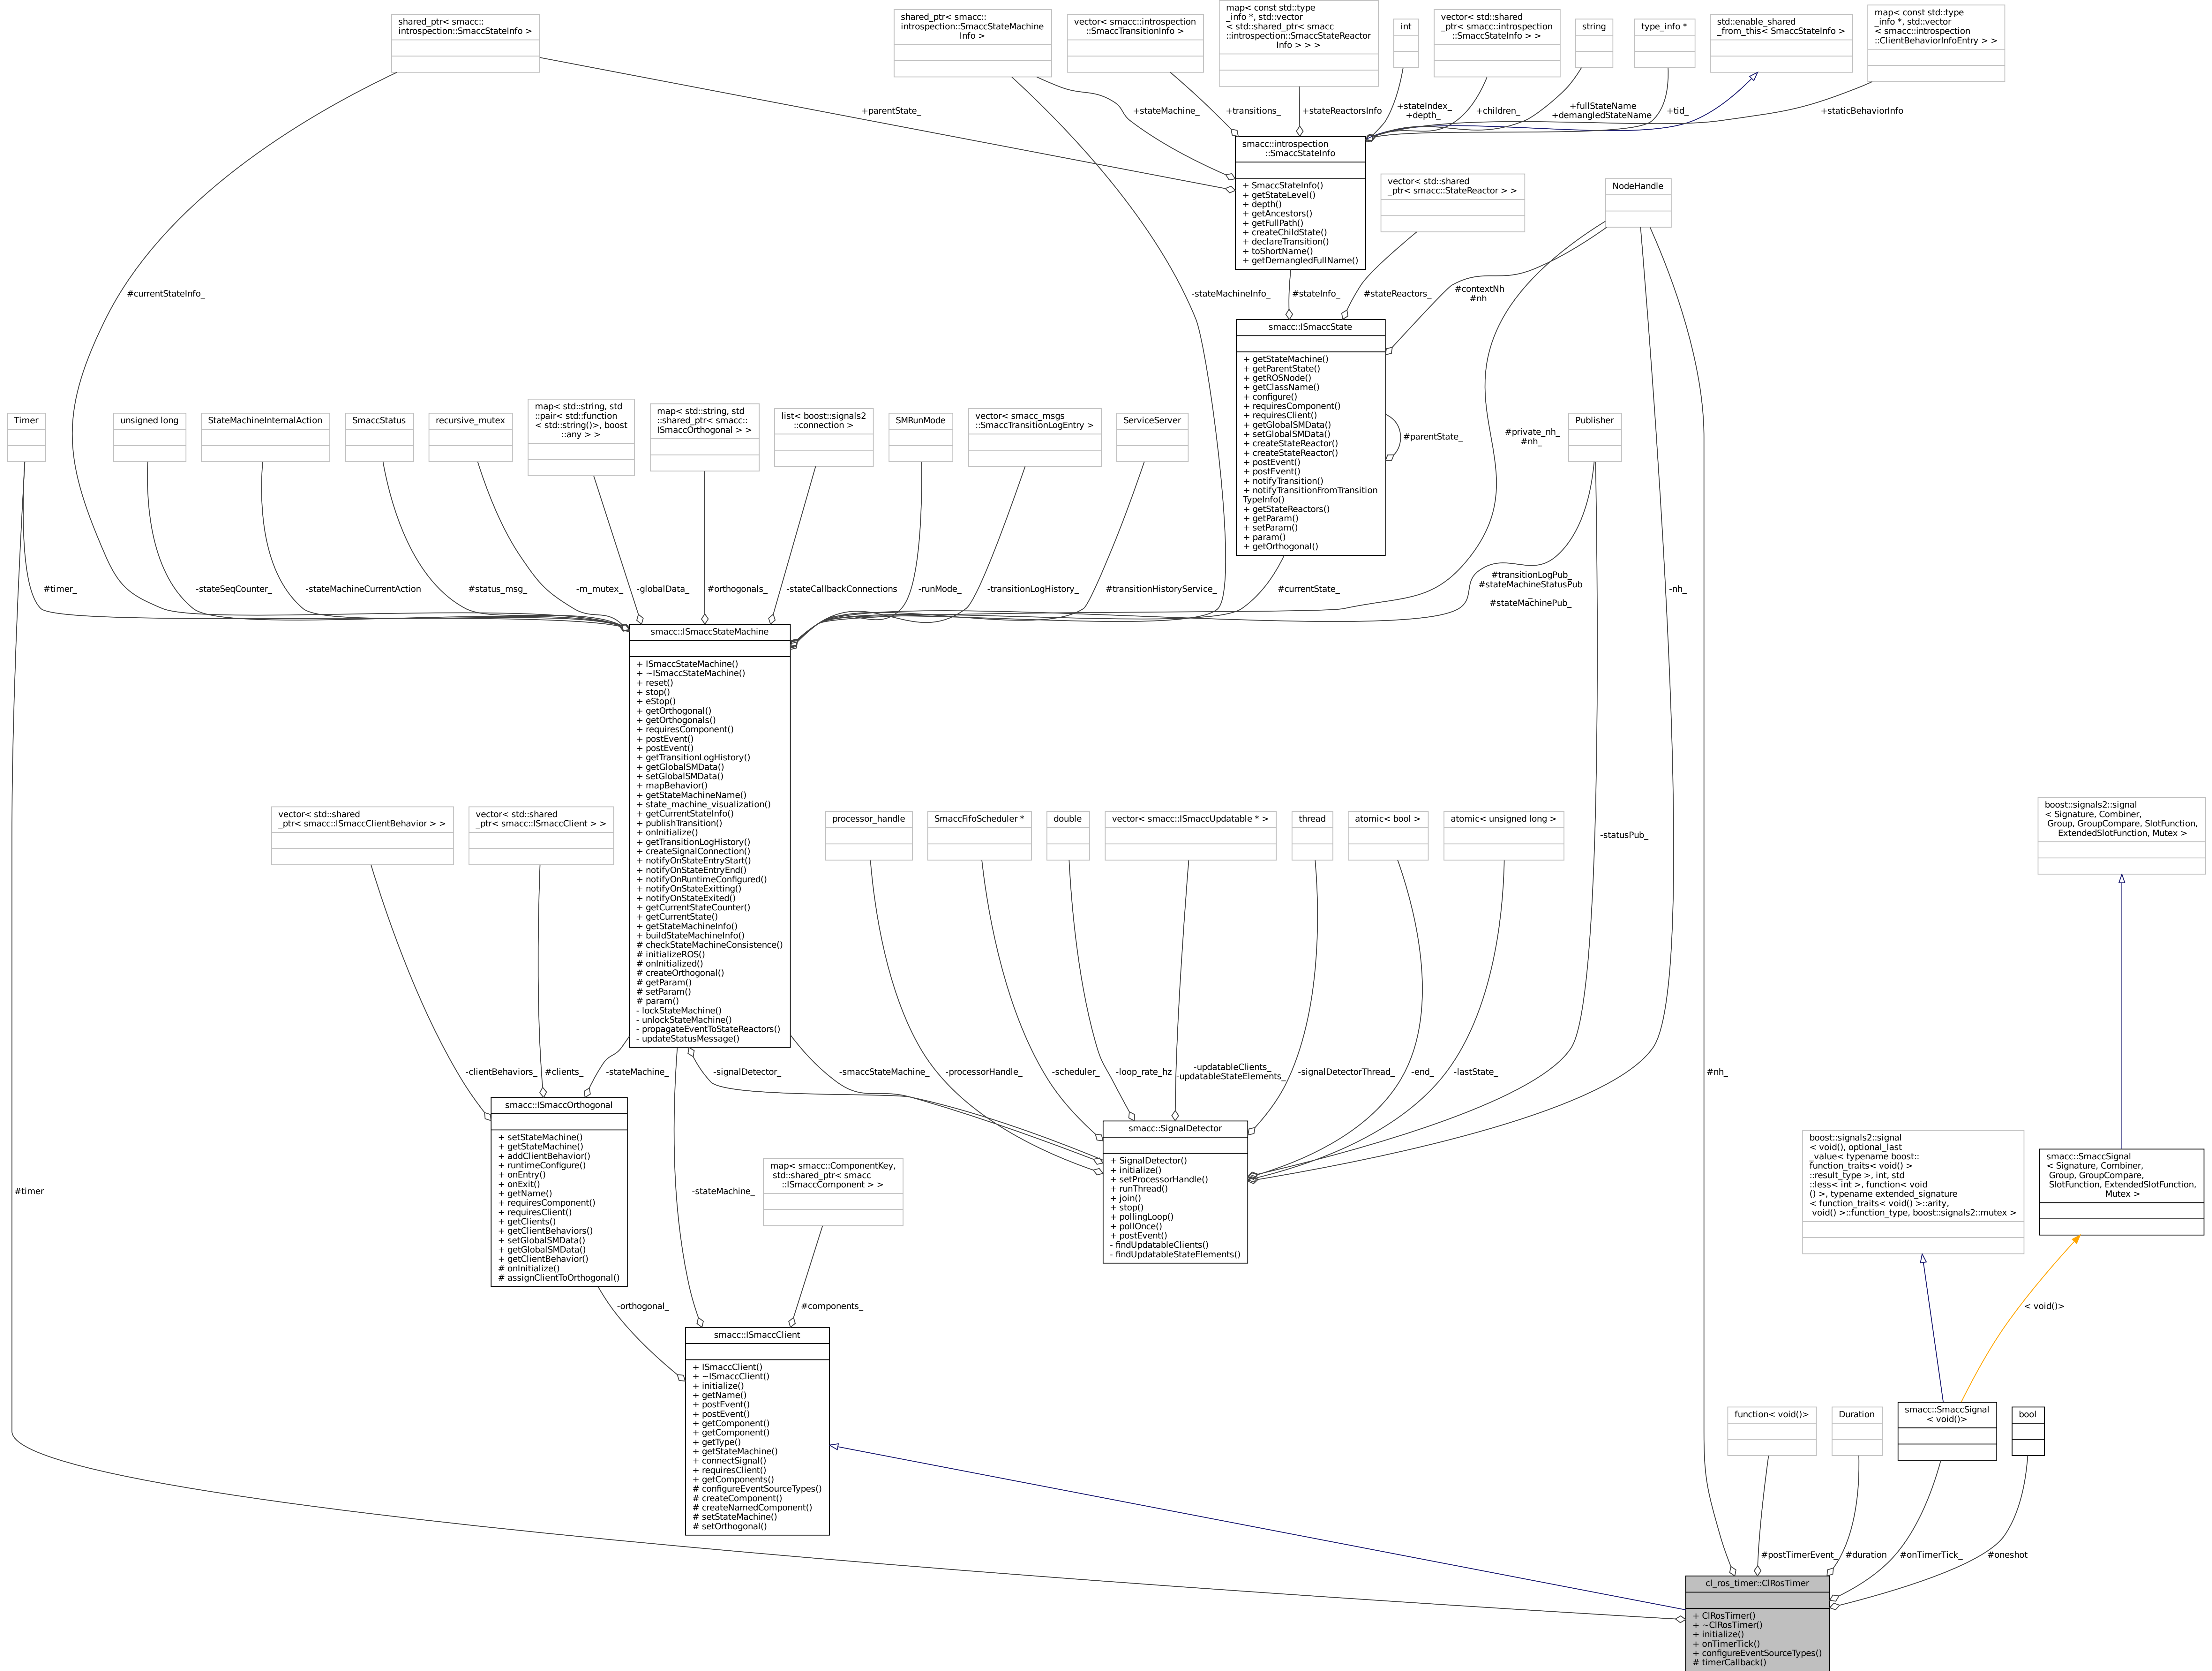 shared_ptr< smacc::
introspection::SmaccStateInfo >
shared_ptr< smacc::
introspection::SmaccStateMachine
Info >
vector< smacc::introspection
::SmaccTransitionInfo >
map< const std::type
_info *, std::vector
< std::shared_ptr< smacc
::introspection::SmaccStateReactor
Info > > >
int
vector< std::shared
_ptr< smacc::introspection
::SmaccStateInfo > >
string
type_info *
std::enable_shared
_from_this< SmaccStateInfo >
map< const std::type
_info *, std::vector
< smacc::introspection
::ClientBehaviorInfoEntry > >
+parentState_
+stateMachine_
+transitions_
+stateReactorsInfo
+stateIndex_
+depth_
+children_
+fullStateName
+demangledStateName
+tid_
+staticBehaviorInfo
smacc::introspection
::SmaccStateInfo
+ SmaccStateInfo()
+ getStateLevel()
+ depth()
+ getAncestors()
+ getFullPath()
+ createChildState()
+ declareTransition()
+ toShortName()
+ getDemangledFullName()
vector< std::shared
_ptr< smacc::StateReactor > >
NodeHandle
#currentStateInfo_
-stateMachineInfo_
#stateInfo_
#stateReactors_
#contextNh
#nh
smacc::ISmaccState
+ getStateMachine()
+ getParentState()
+ getROSNode()
+ getClassName()
+ configure()
+ requiresComponent()
+ requiresClient()
+ getGlobalSMData()
+ setGlobalSMData()
+ createStateReactor()
+ createStateReactor()
+ postEvent()
+ postEvent()
+ notifyTransition()
+ notifyTransitionFromTransition
TypeInfo()
+ getStateReactors()
+ getParam()
+ setParam()
+ param()
+ getOrthogonal()
#parentState_
#private_nh_
#nh_
Timer
unsigned long
StateMachineInternalAction
SmaccStatus
recursive_mutex
map< std::string, std
::pair< std::function
< std::string()>, boost
::any > >
map< std::string, std
::shared_ptr< smacc::
ISmaccOrthogonal > >
list< boost::signals2
::connection >
SMRunMode
vector< smacc_msgs
::SmaccTransitionLogEntry >
ServiceServer
Publisher
#timer_
-stateSeqCounter_
-stateMachineCurrentAction
#status_msg_
-m_mutex_
-globalData_
#orthogonals_
-stateCallbackConnections
-runMode_
-transitionLogHistory_
#transitionHistoryService_
#currentState_
#transitionLogPub_
#stateMachineStatusPub
_
#stateMachinePub_
-nh_
smacc::ISmaccStateMachine
+ ISmaccStateMachine()
+ ~ISmaccStateMachine()
+ reset()
+ stop()
+ eStop()
+ getOrthogonal()
+ getOrthogonals()
+ requiresComponent()
+ postEvent()
+ postEvent()
+ getTransitionLogHistory()
+ getGlobalSMData()
+ setGlobalSMData()
+ mapBehavior()
+ getStateMachineName()
+ state_machine_visualization()
+ getCurrentStateInfo()
+ publishTransition()
+ onInitialize()
+ getTransitionLogHistory()
+ createSignalConnection()
+ notifyOnStateEntryStart()
+ notifyOnStateEntryEnd()
+ notifyOnRuntimeConfigured()
+ notifyOnStateExitting()
+ notifyOnStateExited()
+ getCurrentStateCounter()
+ getCurrentState()
+ getStateMachineInfo()
+ buildStateMachineInfo()
# checkStateMachineConsistence()
# initializeROS()
# onInitialized()
# createOrthogonal()
# getParam()
# setParam()
# param()
- lockStateMachine()
- unlockStateMachine()
- propagateEventToStateReactors()
- updateStatusMessage()
vector< std::shared
_ptr< smacc::ISmaccClientBehavior > >
vector< std::shared
_ptr< smacc::ISmaccClient > >
processor_handle
SmaccFifoScheduler *
double
vector< smacc::ISmaccUpdatable * >
thread
atomic< bool >
atomic< unsigned long >
-statusPub_
boost::signals2::signal
< Signature, Combiner,
Group, GroupCompare, SlotFunction,
ExtendedSlotFunction, Mutex >
-clientBehaviors_
#clients_
-stateMachine_
-signalDetector_
-smaccStateMachine_
-processorHandle_
-scheduler_
-loop_rate_hz
-updatableClients_
-updatableStateElements_
-signalDetectorThread_
-end_
-lastState_
#nh_
smacc::ISmaccOrthogonal
+ setStateMachine()
+ getStateMachine()
+ addClientBehavior()
+ runtimeConfigure()
+ onEntry()
+ onExit()
+ getName()
+ requiresComponent()
+ requiresClient()
+ getClients()
+ getClientBehaviors()
+ setGlobalSMData()
+ getGlobalSMData()
+ getClientBehavior()
# onInitialize()
# assignClientToOrthogonal()
smacc::SignalDetector
+ SignalDetector()
+ initialize()
+ setProcessorHandle()
+ runThread()
+ join()
+ stop()
+ pollingLoop()
+ pollOnce()
+ postEvent()
- findUpdatableClients()
- findUpdatableStateElements()
map< smacc::ComponentKey,
std::shared_ptr< smacc
::ISmaccComponent > >
boost::signals2::signal
< void(), optional_last
_value< typename boost::
function_traits< void() >
::result_type >, int, std
::less< int >, function< void
() >, typename extended_signature
< function_traits< void() >::arity,
void() >::function_type, boost::signals2::mutex >
smacc::SmaccSignal
< Signature, Combiner,
Group, GroupCompare,
SlotFunction, ExtendedSlotFunction,
Mutex >
#timer
-stateMachine_
-orthogonal_
#components_
< void()>
smacc::ISmaccClient
+ ISmaccClient()
+ ~ISmaccClient()
+ initialize()
+ getName()
+ postEvent()
+ postEvent()
+ getComponent()
+ getComponent()
+ getType()
+ getStateMachine()
+ connectSignal()
+ requiresClient()
+ getComponents()
# configureEventSourceTypes()
# createComponent()
# createNamedComponent()
# setStateMachine()
# setOrthogonal()
function< void()>
Duration
smacc::SmaccSignal
< void()>
bool
#postTimerEvent_
#duration
#onTimerTick_
#oneshot
cl_ros_timer::ClRosTimer
+ ClRosTimer()
+ ~ClRosTimer()
+ initialize()
+ onTimerTick()
+ configureEventSourceTypes()
# timerCallback()